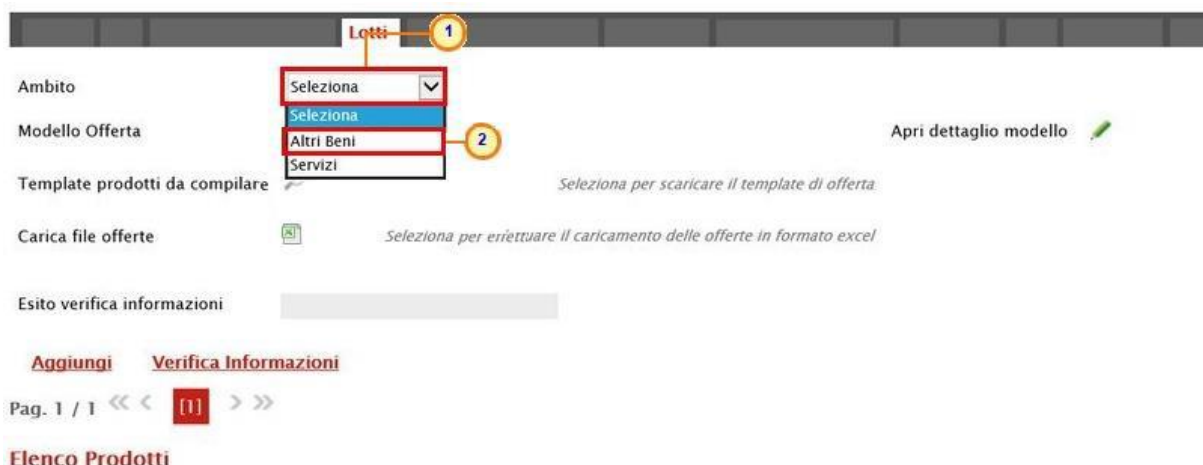 Lotti 1
Ambito Seleziona
Seleziona
Modello Offerta Apri dettaglio modello
Altri Beni 2
Servizi
Template prodotti da compilare Seleziona per scaricare il template di offerta
Carica file offerte Seleziona per effettuare il caricamento delle offerte in formato excel
Esito verifica informazioni
Aggiungi Verifica Informazioni
Pag. 1 / 1 << < [1] > >>
Elenco Prodotti